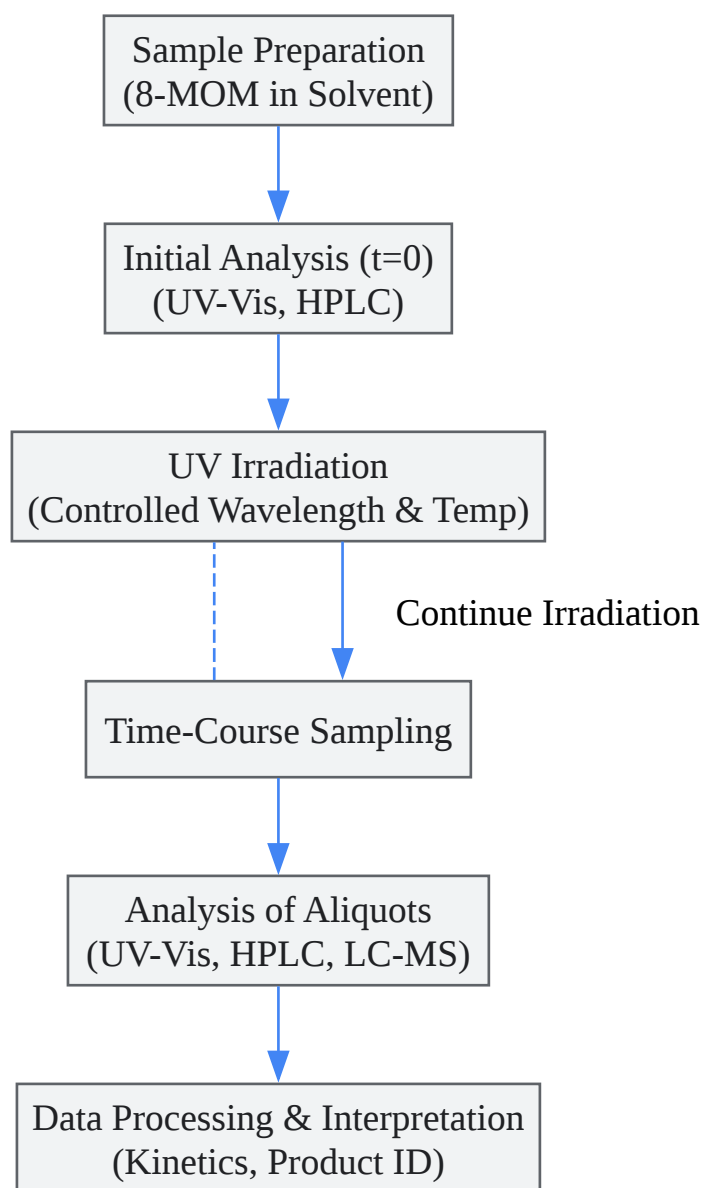 Sample Preparation
(8-MOM in Solvent)
Initial Analysis (t=0)
(UV-Vis, HPLC)
UV Irradiation
(Controlled Wavelength & Temp)
Continue Irradiation
Time-Course Sampling
Analysis of Aliquots
(UV-Vis, HPLC, LC-MS)
Data Processing & Interpretation
(Kinetics, Product ID)